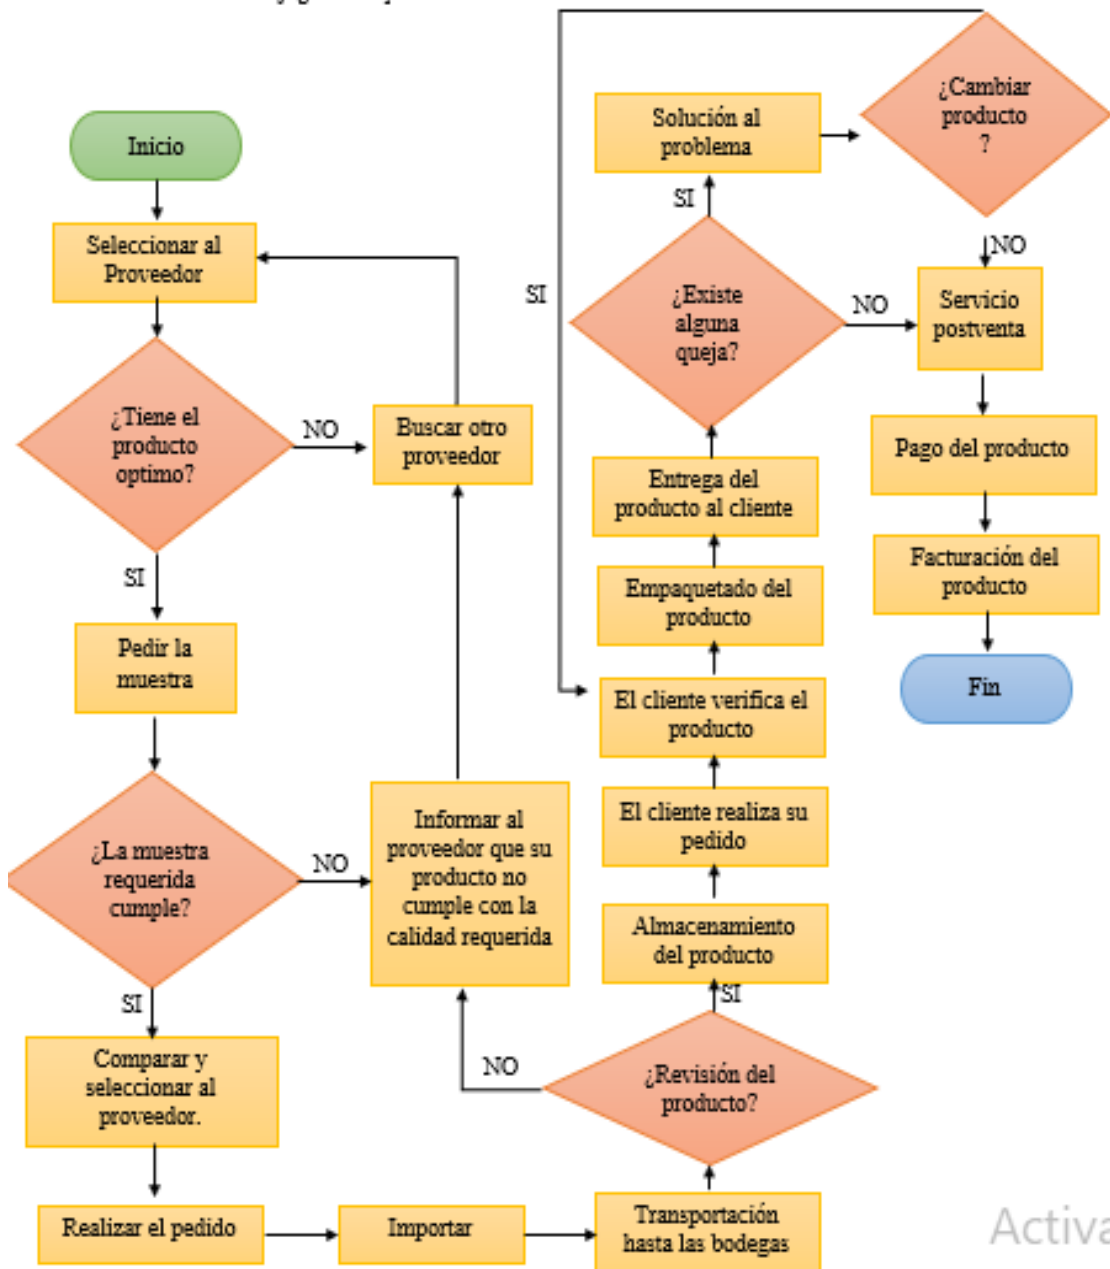 Inicio
Seleccionar al
Proveedor
¿Tiene el
producto
optimo?
NO
Buscar otro
proveedor
SI
Pedir la
muestra
¿La muestra
requerida
cumple?
NO
Informar al
proveedor que su
producto no
cumple con la
calidad requerida
SI
Comparar y
seleccionar al
proveedor.
Realizar el pedido
Importar
Transportación
hasta las bodegas
¿Revisión del
producto?
NO
SI
Almacenamiento
del producto
El cliente realiza su
pedido
El cliente verifica el
producto
Empaquetado del
producto
Entrega del
producto al cliente
¿Existe
alguna
queja?
SI
NO
Solución al
problema
¿Cambiar
producto
?
SI
NO
Servicio
postventa
Pago del producto
Facturación del
producto
Fin
Activa